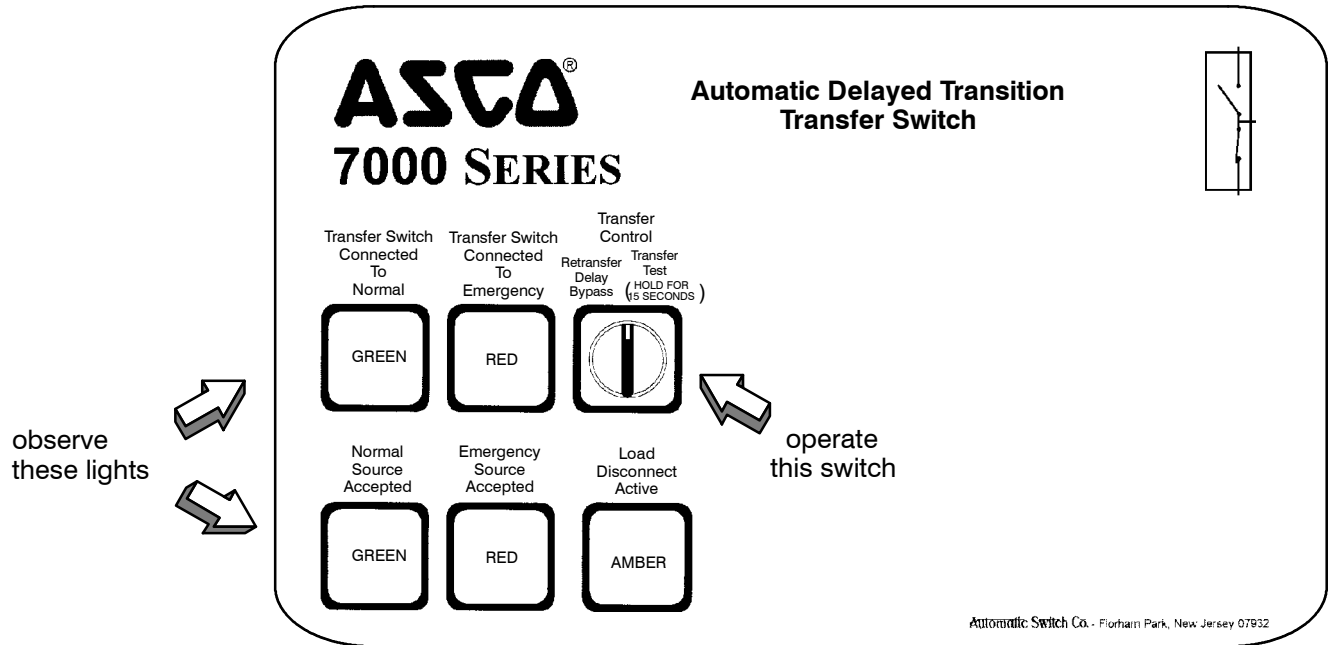 ASCO®
7000 SERIES
Automatic Delayed Transition
Transfer Switch
Transfer Switch
Connected
To
Normal
Transfer Switch
Connected
To
Emergency
Transfer
Control
Retransfer
Delay
Bypass
Transfer
Test
(HOLD FOR
15 SECONDS)
GREEN
RED
observe
these lights
operate
this switch
Normal
Source
Accepted
Emergency
Source
Accepted
Load
Disconnect
Active
GREEN
RED
AMBER
Automatic Switch Co. - Florham Park, New Jersey 07932